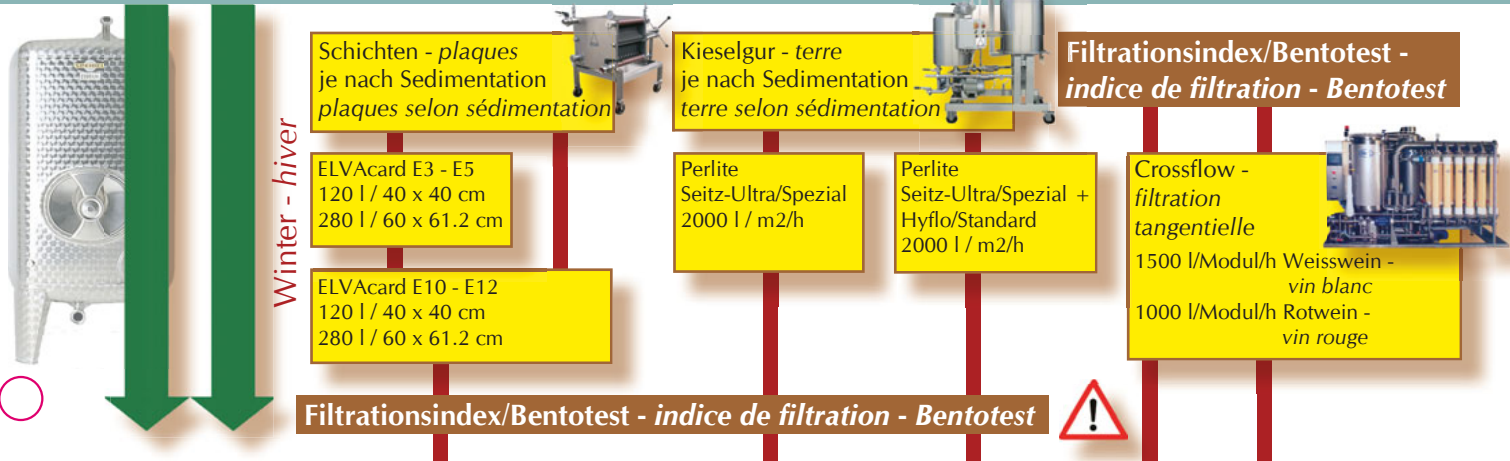 Winter - hiver
Schichten - plaques
je nach Sedimentation
plaques selon sédimentation
ELVAcard E3 - E5
120 l / 40 x 40 cm
280 l / 60 x 61.2 cm
ELVAcard E10 - E12
120 l / 40 x 40 cm
280 l / 60 x 61.2 cm
Kieselgur - terre
je nach Sedimentation
terre selon sédimentation
Perlite
Seitz-Ultra/Spezial
2000 l / m2/h
Perlite
Seitz-Ultra/Spezial +
Hyflo/Standard
2000 l / m2/h
Filtrationsindex/Bentotest -
indice de filtration - Bentotest
Crossflow -
filtration
tangentielle
1500 l/Modul/h Weisswein -
vin blanc
1000 l/Modul/h Rotwein -
vin rouge
Filtrationsindex/Bentotest - indice de filtration - Bentotest